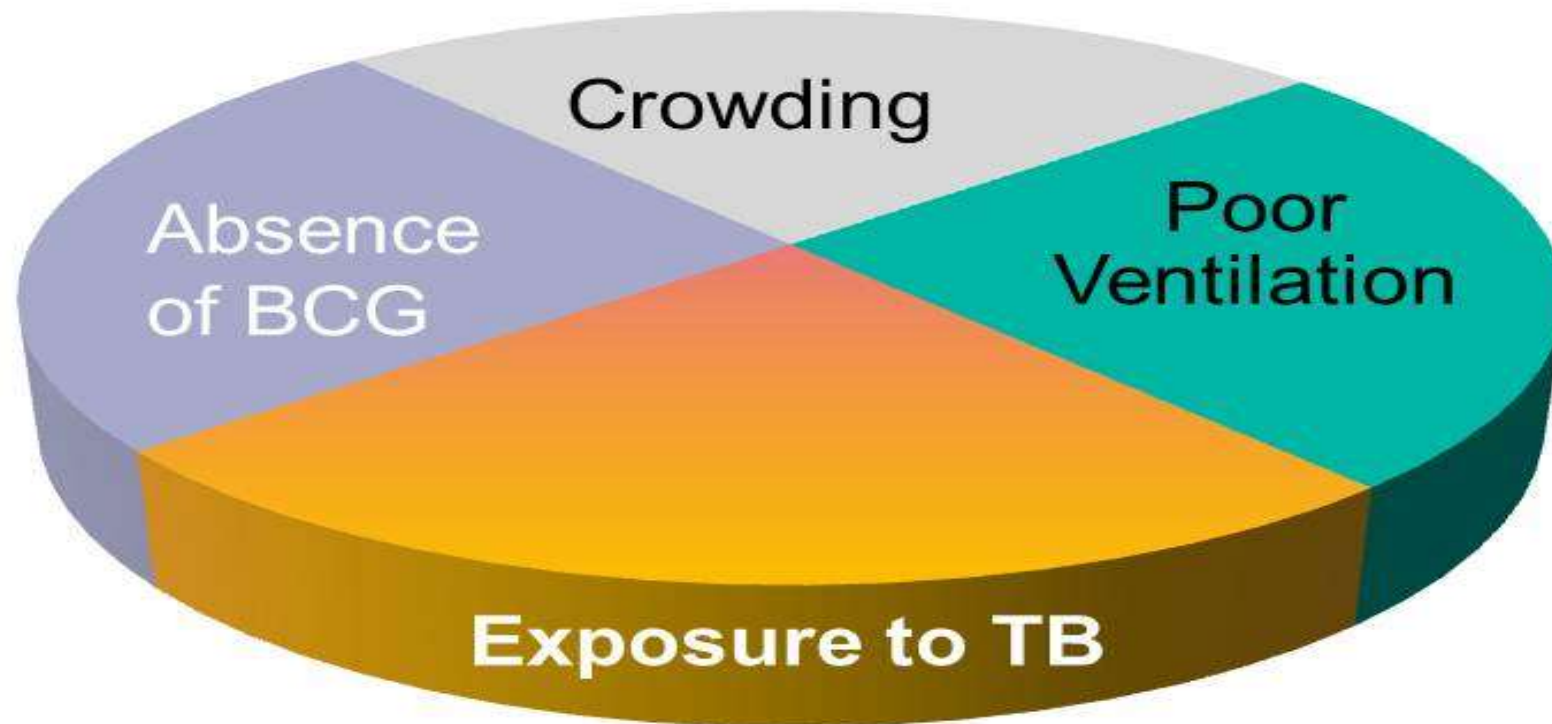 Crowding
Poor
Ventilation
Absence
of BCG
Exposure to TB